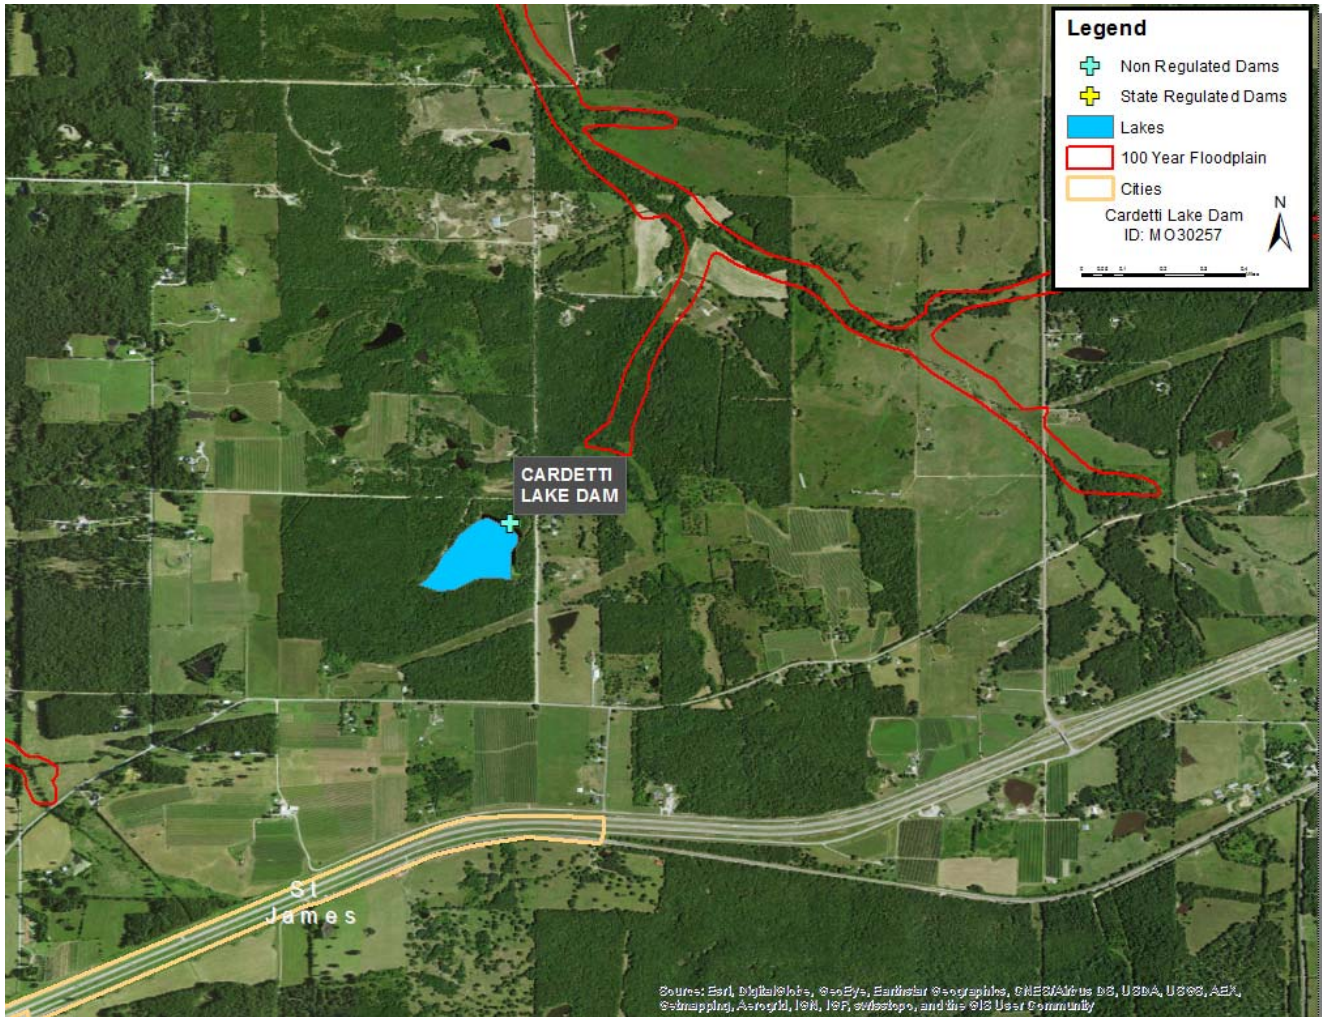 Legend
Non Regulated Dams
State Regulated Dams
Lakes
100 Year Floodplain
Cities
N
Cardetti Lake Dam
ID: MO30257
CARDETTI
LAKE DAM
St
James
Source: Esri, DigitalGlobe, GeoEye, Earthstar Geographics, CNES/Airbus DS, USDA, USGS, AEX,
Getmapping, Aerogrid, IGN, IGP, swisstopo, and the GIS User Community